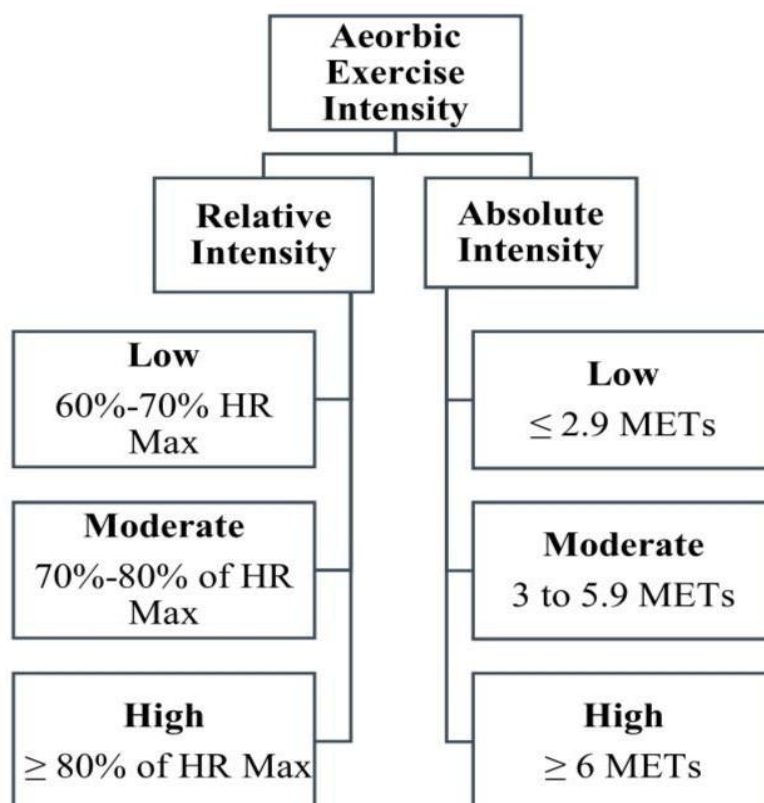 Aeorbic
Exercise
Intensity
Relative
Intensity
Absolute
Intensity
Low
60%-70% HR
Max
Moderate
70%-80% of HR
Max
High
≥ 80% of HR Max
Low
≤ 2.9 METs
Moderate
3 to 5.9 METs
High
≥ 6 METs